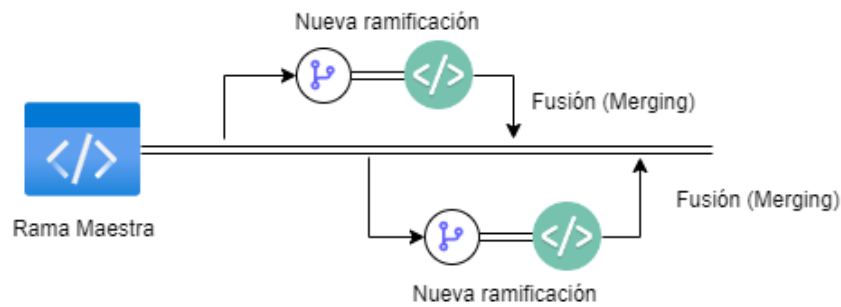 Nueva ramificación
Fusión (Merging)
Rama Maestra
Fusión (Merging)
Nueva ramificación